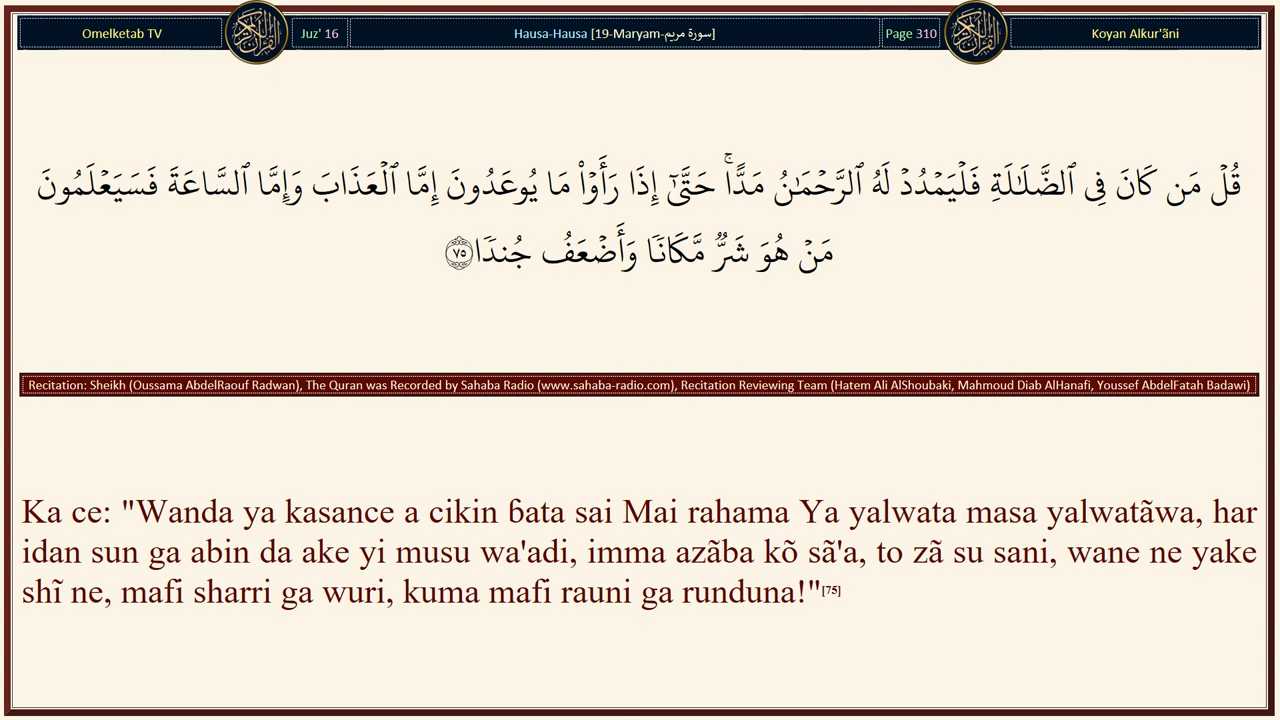 Omelketab TV
Juz' 16
Hausa-Hausa [19-Maryam-سورة مريم]
Page 310
Koyan Alƙur'ãni
قُلۡ مَن كَانَ فِي ٱلضَّلَٰلَةِ فَلۡيَمۡدُدۡ لَهُ ٱلرَّحۡمَٰنُ مَدًّاۚ حَتَّىٰٓ إِذَا رَأَوۡاْ مَا يُوعَدُونَ إِمَّا ٱلۡعَذَابَ وَإِمَّا ٱلسَّاعَةَ فَسَيَعۡلَمُونَ
مَنۡ هُوَ شَرّٞ مَّكَانٗا وَأَضۡعَفُ جُندٗا ٧٥
Recitation: Sheikh (Oussama AbdelRaouf Radwan), The Quran was Recorded by Sahaba Radio (www.sahaba-radio.com), Recitation Reviewing Team (Hatem Ali AlShoubaki, Mahmoud Diab AlHanafi, Youssef AbdelFatah Badawi)
Ka ce: "Wanda ya kasance a cikin ɓata sai Mai rahama Ya yalwata masa yalwatãwa, har
idan sun ga abin da ake yi musu wa'adi, imma azãba kõ sã'a, to zã su sani, wane ne yake
shĩ ne, mafi sharri ga wuri, kuma mafi rauni ga runduna!"[75]